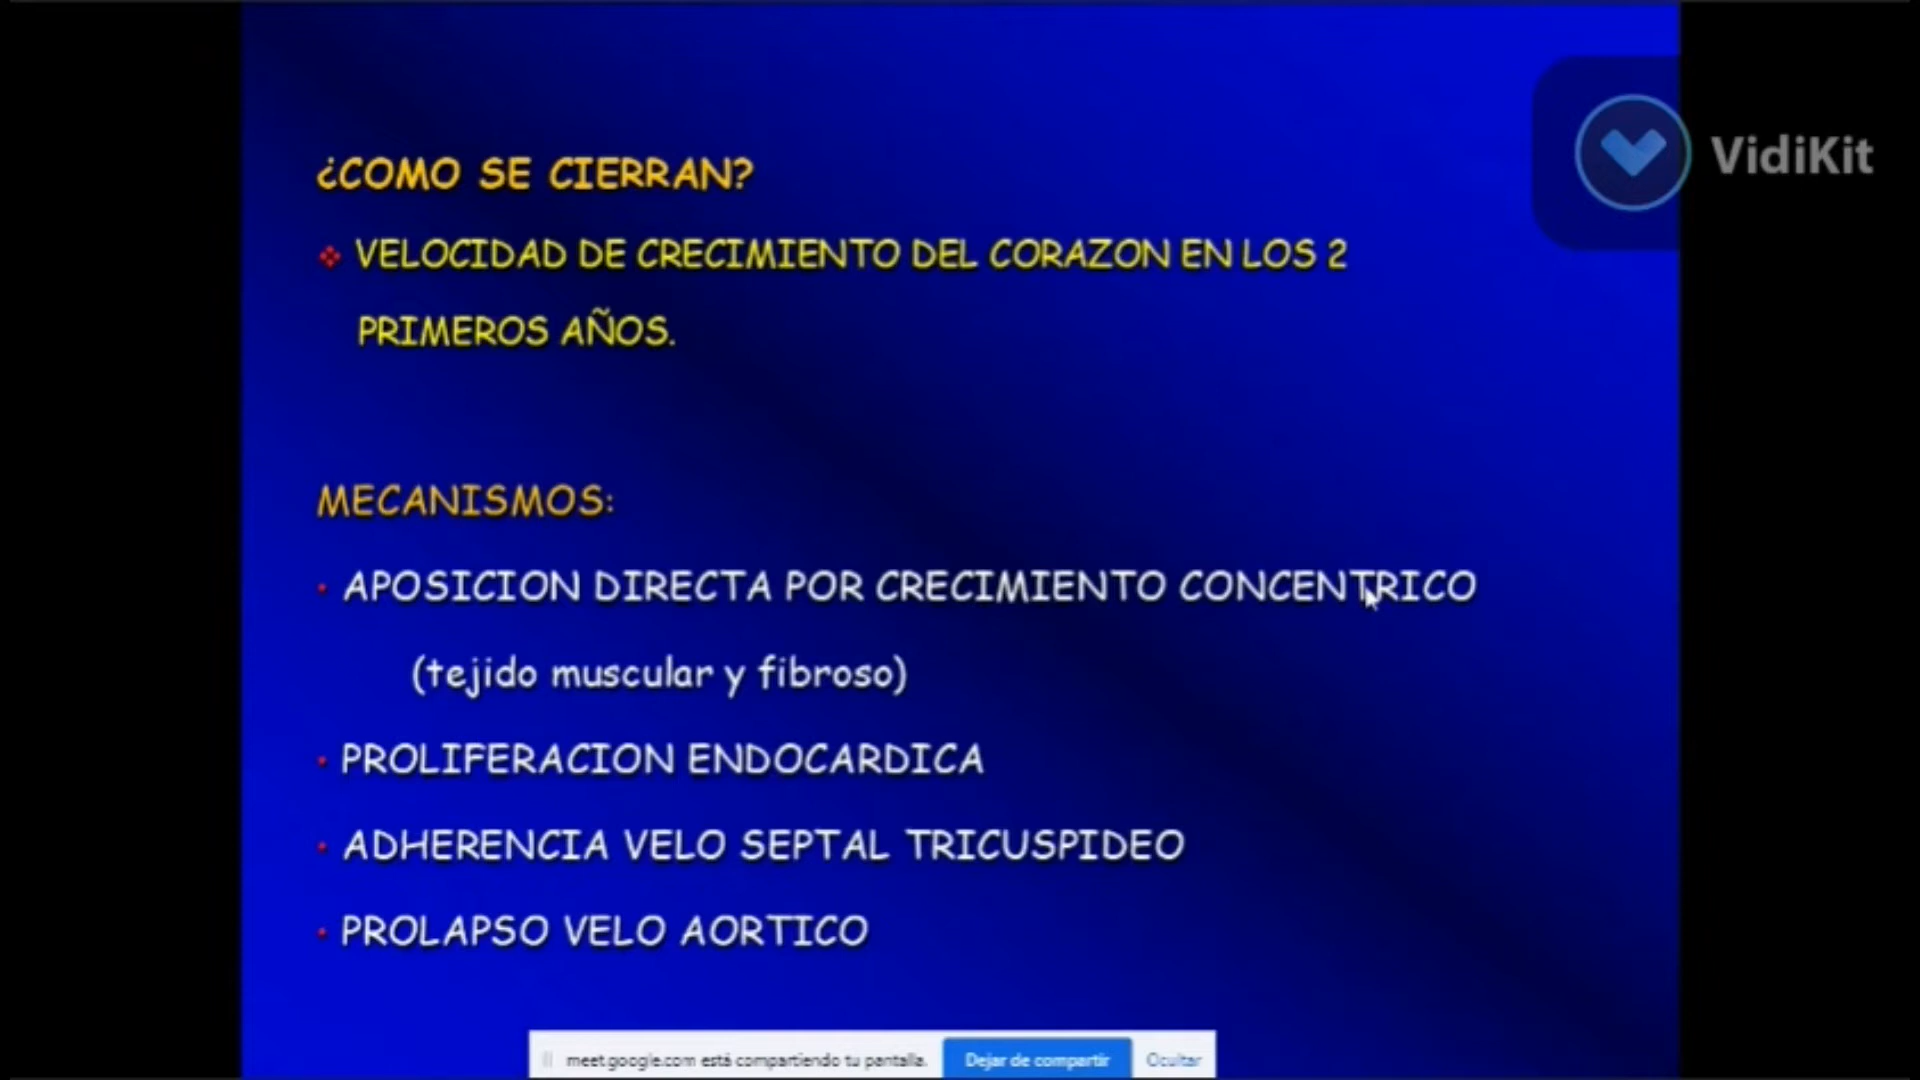 VidiKit
¿COMO SE CIERRAN?
VELOCIDAD DE CRECIMIENTO DEL CORAZON EN LOS 2
PRIMEROS AÑOS.
MECANISMOS:
• APOSICION DIRECTA POR CRECIMIENTO CONCENTRICO
(tejido muscular y fibroso)
• PROLIFERACION ENDOCARDICA
• ADHERENCIA VELO SEPTAL TRICUSPIDEO
• PROLAPSO VELO AORTICO
meet.google.com está compartiendo tu pantalla. Dejar de compartir Ocultar